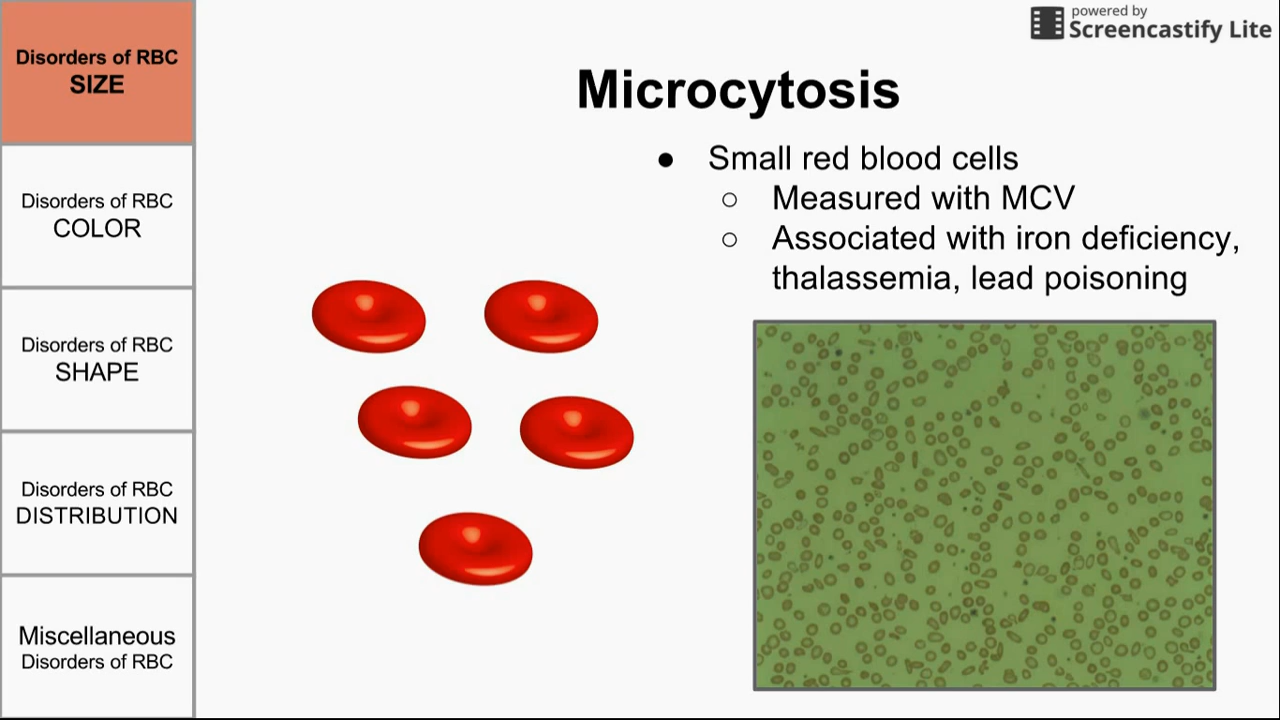 Disorders of RBC
SIZE
Disorders of RBC
COLOR
Disorders of RBC
SHAPE
Disorders of RBC
DISTRIBUTION
Miscellaneous
Disorders of RBC
powered by
Screencastify Lite
Microcytosis
● Small red blood cells
○ Measured with MCV
○ Associated with iron deficiency,
thalassemia, lead poisoning